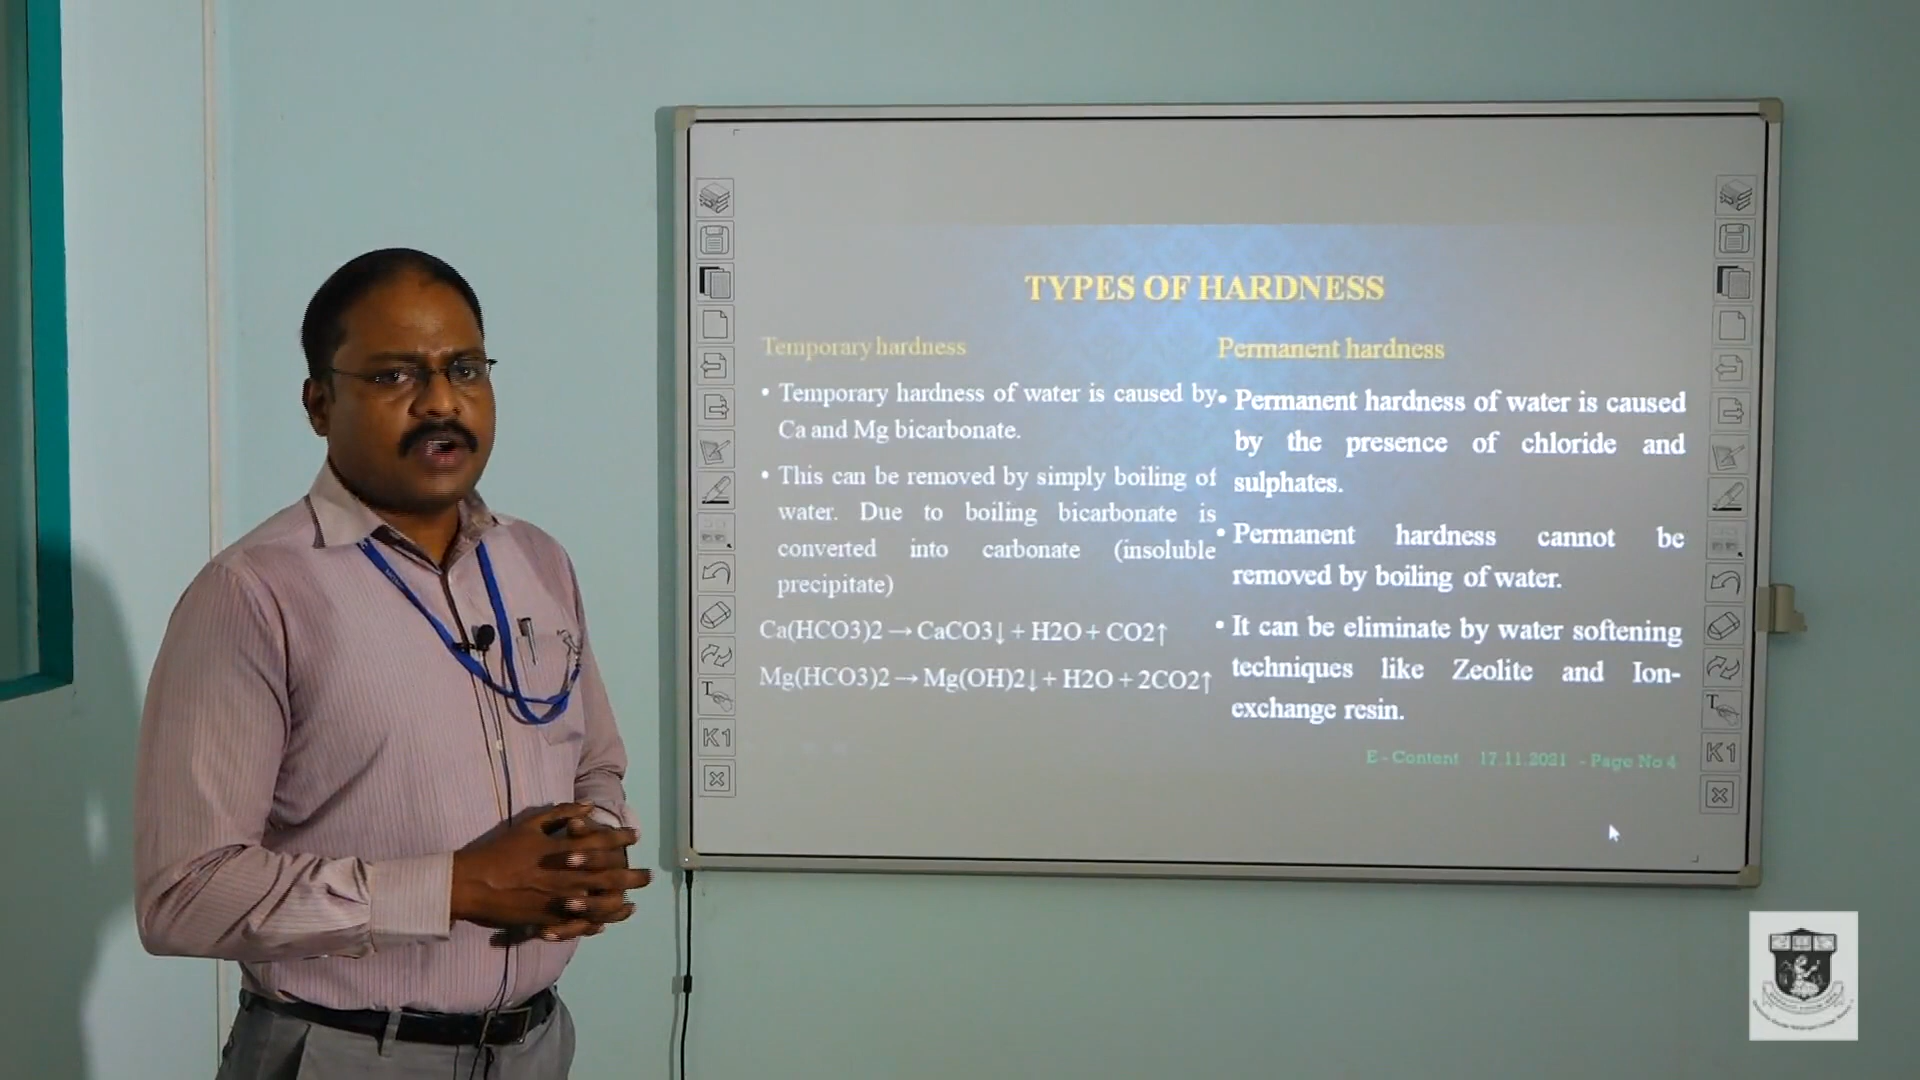 TYPES OF HARDNESS
Temporary hardness
• Temporary hardness of water is caused by
Ca and Mg bicarbonate.
• This can be removed by simply boiling of
water. Due to boiling bicarbonate is
converted into carbonate (insoluble
precipitate)
Ca(HCO3)2 → CaCO3↓ + H2O + CO2↑
Mg(HCO3)2 → Mg(OH)2↓ + H2O + 2CO2↑
Permanent hardness
• Permanent hardness of water is caused
by the presence of chloride and
sulphates.
• Permanent hardness cannot be
removed by boiling of water.
• It can be eliminate by water softening
techniques like Zeolite and Ion-
exchange resin.
E - Content 17.11.2021 - Page No 4
T
K1
T
K1